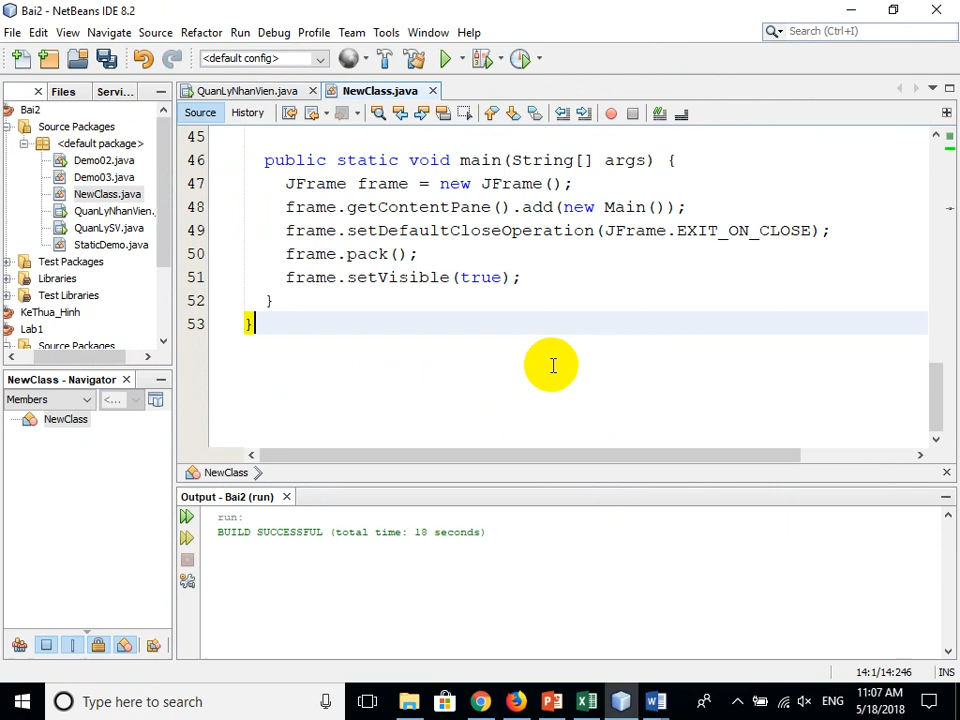 Bai2 - NetBeans IDE 8.2
File Edit View Navigate Source Refactor Run Debug Profile Team Tools Window Help
Search (Ctrl+I)
<default config>
Files Servi...
QuanLyNhanVien.java NewClass.java
Source History
Bai2
Source Packages
<default package>
Demo02.java
Demo03.java
NewClass.java
QuanLyNhanVien.
QuanLySV.java
StaticDemo.java
Test Packages
Libraries
Test Libraries
KeThua_Hinh
Lab1
Source Packages
45
46 public static void main(String[] args) {
47 JFrame frame = new JFrame();
48 frame.getContentPane().add(new Main());
49 frame.setDefaultCloseOperation(JFrame.EXIT_ON_CLOSE);
50 frame.pack();
51 frame.setVisible(true);
52 }
53 }
NewClass - Navigator
Members <...
NewClass
NewClass
Output - Bai2 (run)
run:
BUILD SUCCESSFUL (total time: 18 seconds)
14:1/14:246 INS
Type here to search
ENG
11:07 AM
5/18/2018